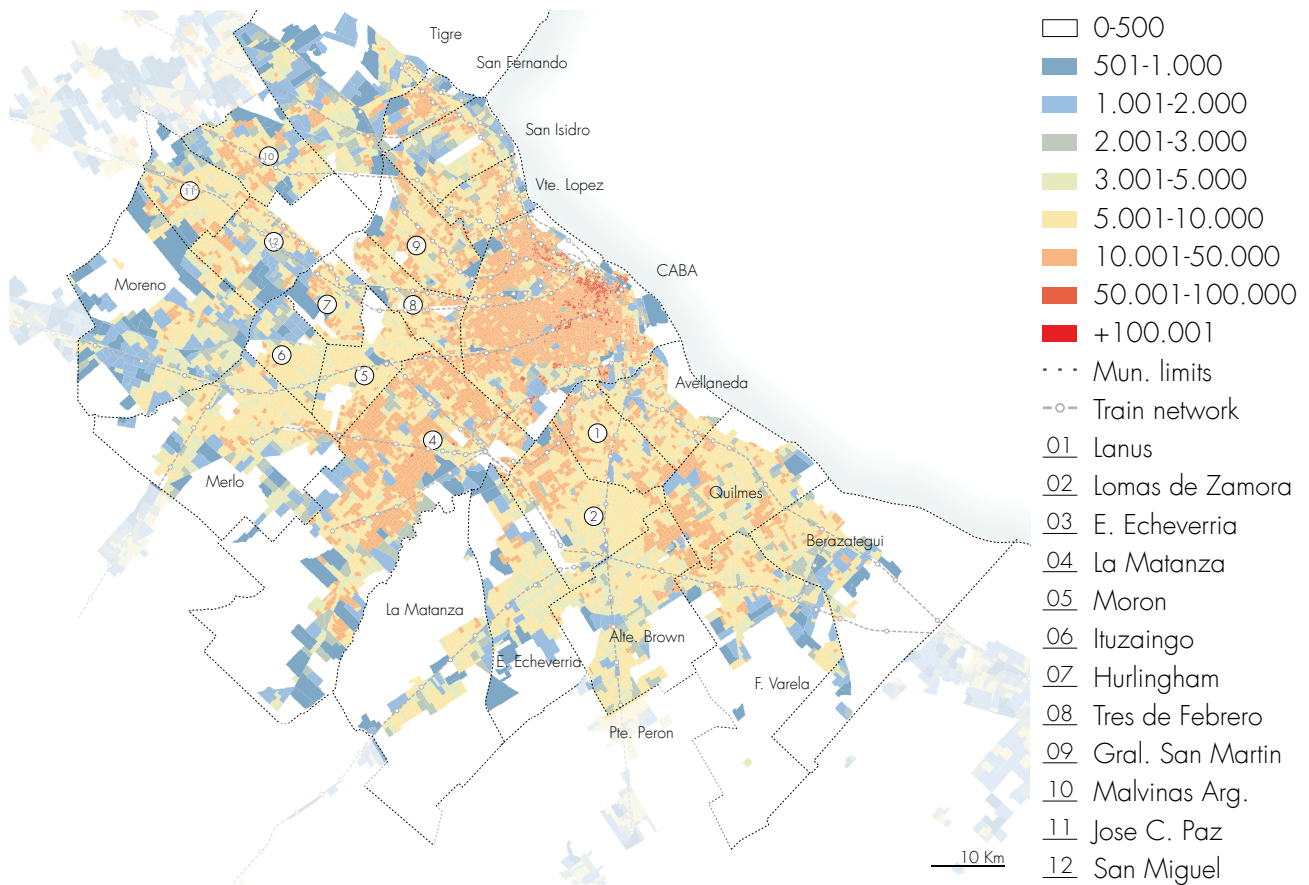 Tigre
San Fernando
San Isidro
Vte. Lopez
CABA
Moreno
Avellaneda
Merlo
Quilmes
Berazategui
La Matanza
Alte. Brown
E. Echeverria
F. Varela
Pte. Peron
10
11
12
9
7
8
6
5
4
1
2
10 Km
0-500
501-1.000
1.001-2.000
2.001-3.000
3.001-5.000
5.001-10.000
10.001-50.000
50.001-100.000
+100.001
Mun. limits
Train network
01 Lanus
02 Lomas de Zamora
03 E. Echeverria
04 La Matanza
05 Moron
06 Ituzaingo
07 Hurlingham
08 Tres de Febrero
09 Gral. San Martin
10 Malvinas Arg.
11 Jose C. Paz
12 San Miguel